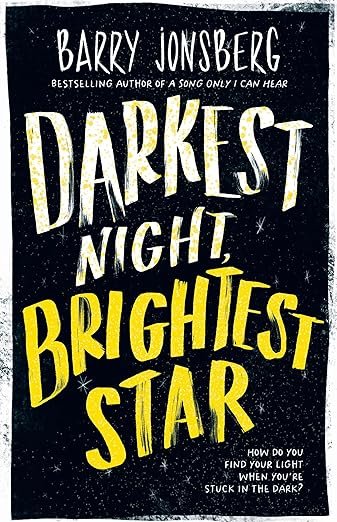 BARRY JONSBERG
BESTSELLING AUTHOR OF A SONG ONLY I CAN HEAR
DARKEST
NIGHT,
BRIGHTEST
STAR
HOW DO YOU
FIND YOUR LIGHT
WHEN YOU'RE
STUCK IN THE DARK?